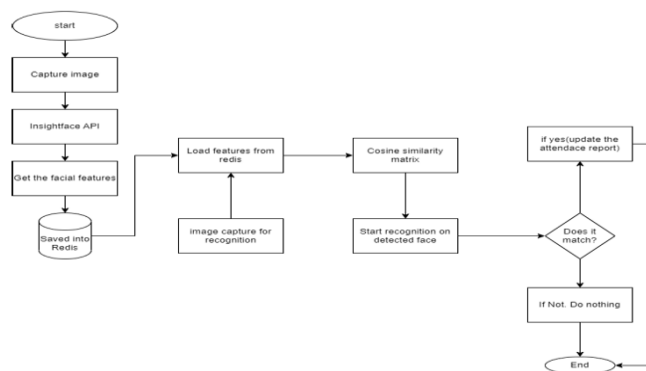 start
Capture image
Insightface API
Get the facial features
Saved into
Redis
Load features from
redis
image capture for
recognition
Cosine similarity
matrix
Start recognition on
detected face
if yes(update the
attendace report)
Does it
match?
If Not. Do nothing
End